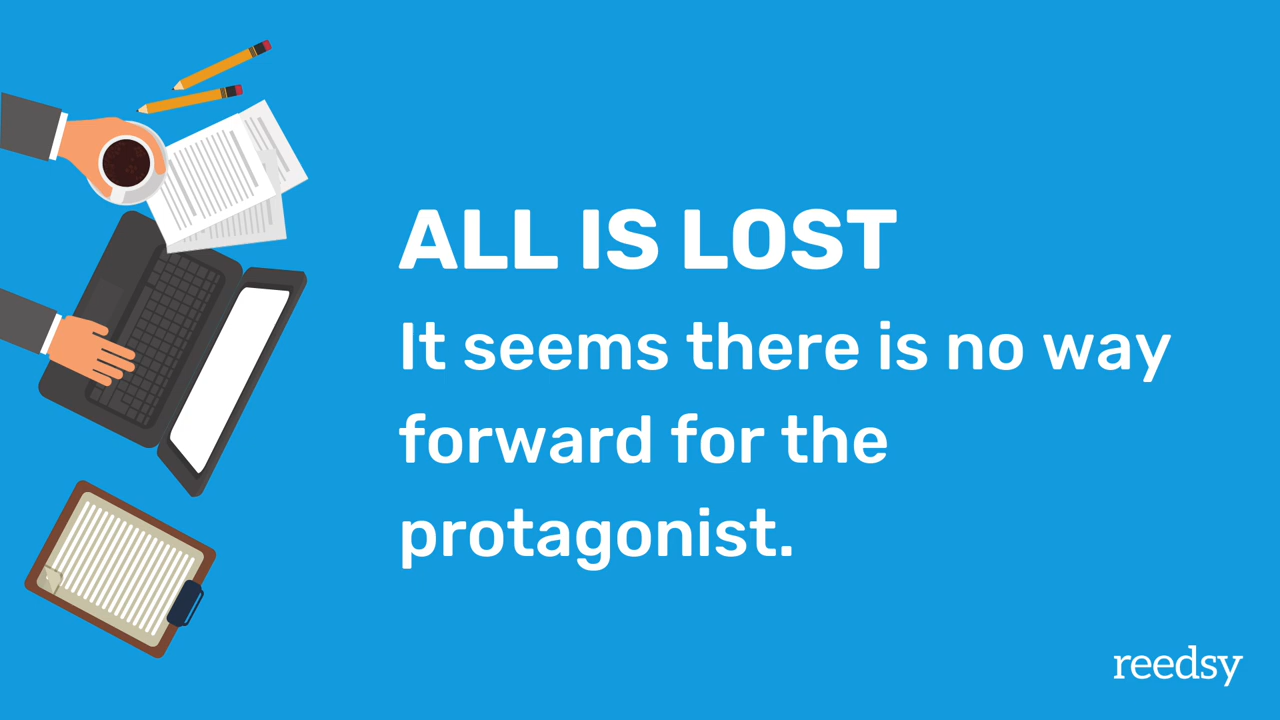 ALL IS LOST
It seems there is no way
forward for the
protagonist.
reedsy